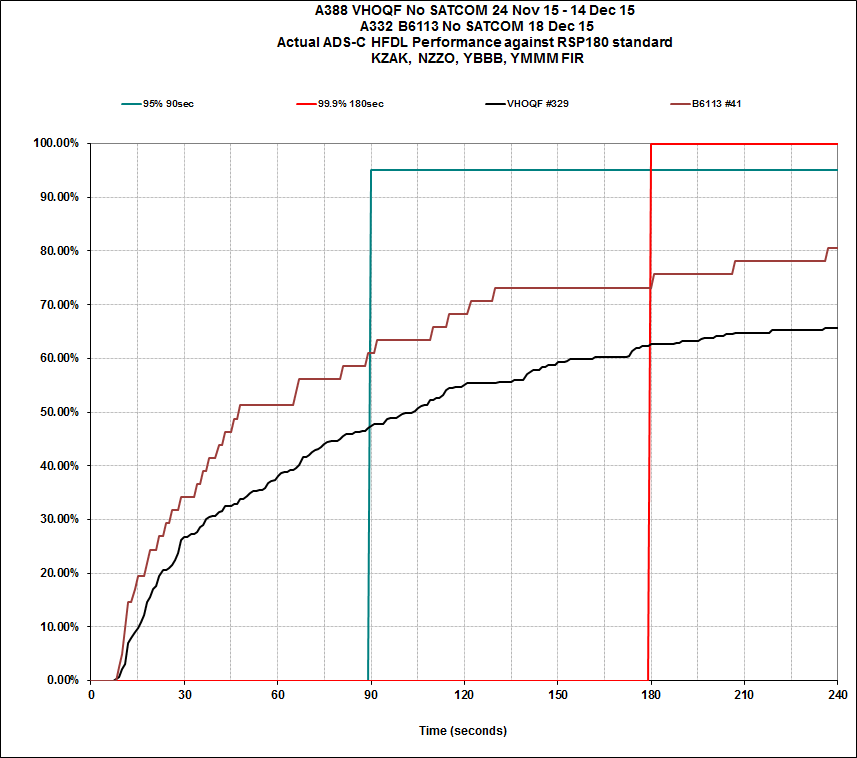 A388 VHOQF No SATCOM 24 Nov 15 - 14 Dec 15
A332 B6113 No SATCOM 18 Dec 15
Actual ADS-C HFDL Performance against RSP180 standard
KZAK, NZZO, YBBB, YMMM FIR
95% 90sec 99.9% 180sec VHOQF #329 B6113 #41
100.00%
90.00%
80.00%
70.00%
60.00%
50.00%
40.00%
30.00%
20.00%
10.00%
0.00%
0 30 60 90 120 150 180 210 240
Time (seconds)